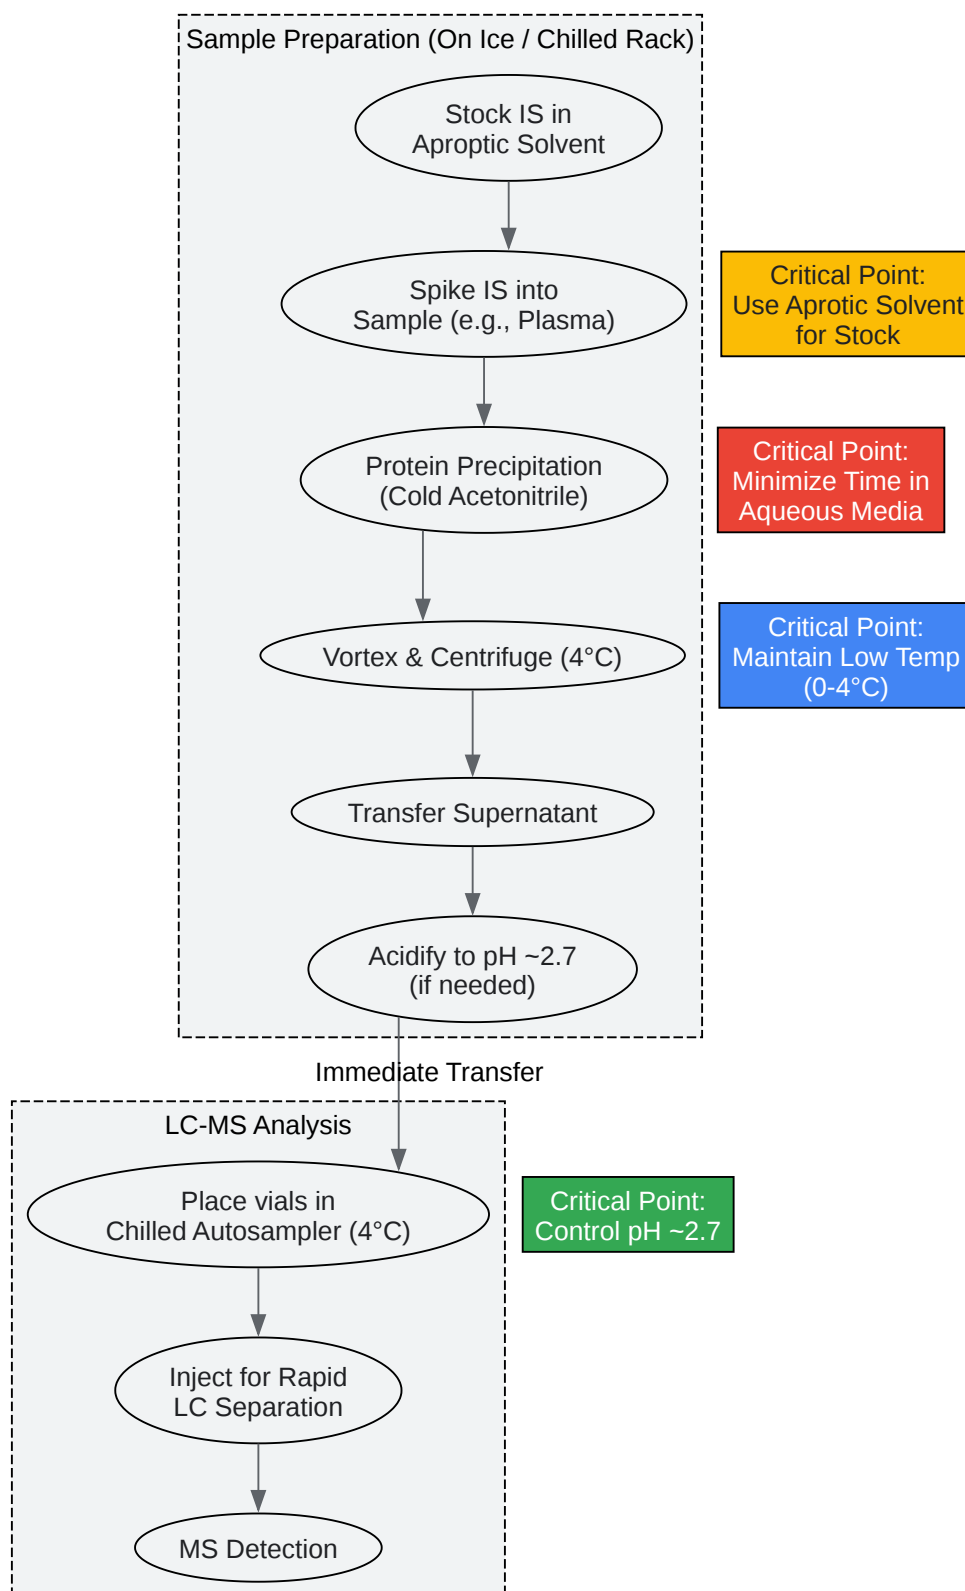 Sample Preparation (On Ice / Chilled Rack)
Stock IS in
Aproptic Solvent
Spike IS into
Sample (e.g., Plasma)
Critical Point:
Use Aprotic Solvent
for Stock
Protein Precipitation
(Cold Acetonitrile)
Critical Point:
Minimize Time in
Aqueous Media
Vortex & Centrifuge (4°C)
Critical Point:
Maintain Low Temp
(0-4°C)
Transfer Supernatant
Acidify to pH ~2.7
(if needed)
Immediate Transfer
LC-MS Analysis
Place vials in
Chilled Autosampler (4°C)
Critical Point:
Control pH ~2.7
Inject for Rapid
LC Separation
MS Detection